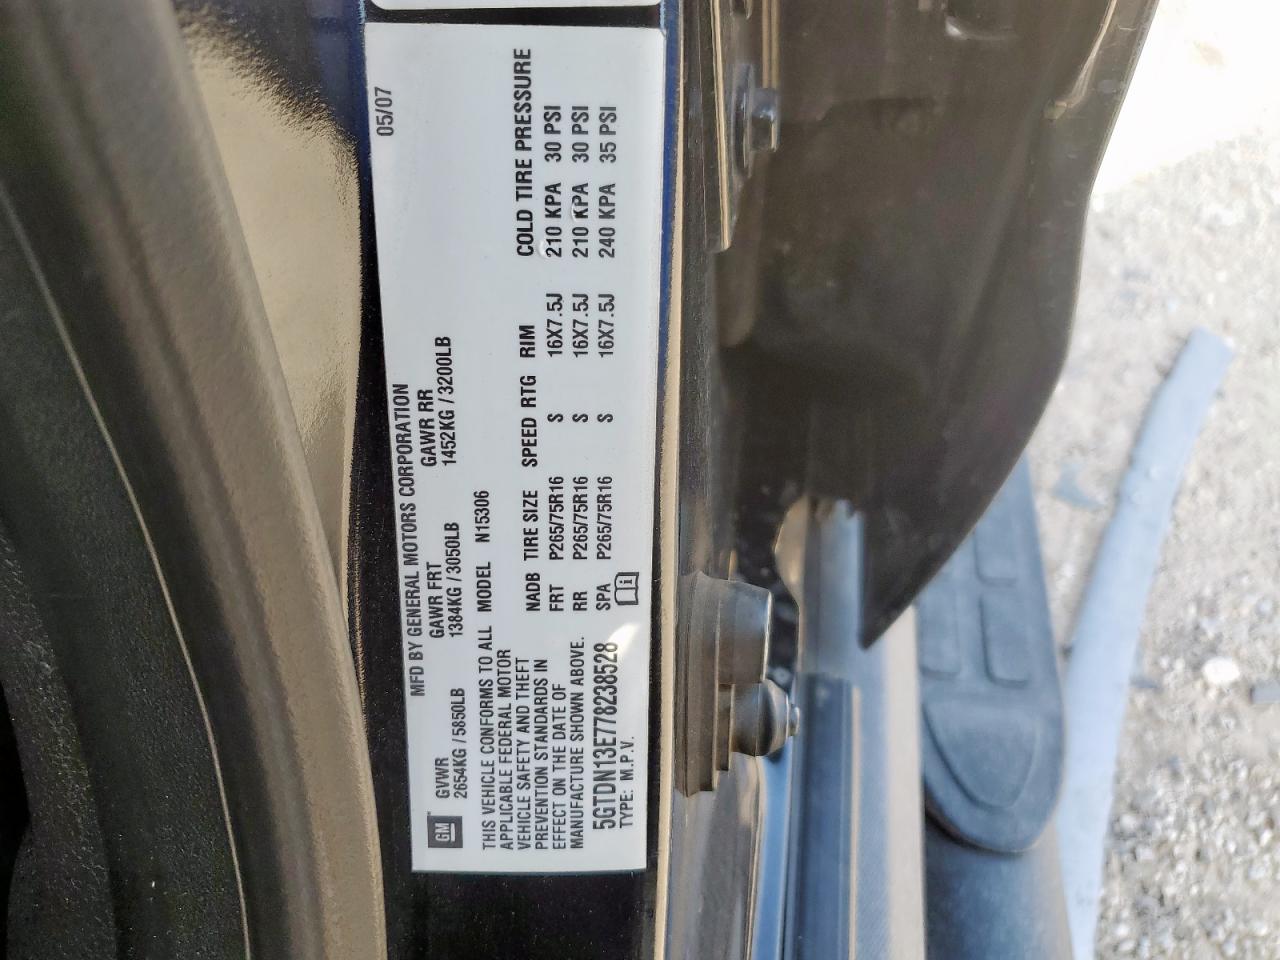 05/07
MFD BY GENERAL MOTORS CORPORATION
GM GVWR GAWR FRT GAWR RR
2654KG / 5850LB 1384KG / 3050LB 1452KG / 3200LB
THIS VEHICLE CONFORMS TO ALL
APPLICABLE FEDERAL MOTOR
VEHICLE SAFETY AND THEFT
PREVENTION STANDARDS IN
EFFECT ON THE DATE OF
MANUFACTURE SHOWN ABOVE.
5GTDN13E778238528
TYPE: M.P.V.
MODEL N15306
NADB TIRE SIZE SPEED RTG RIM COLD TIRE PRESSURE
FRT P265/75R16 S 16X7.5J 210 KPA 30 PSI
RR P265/75R16 S 16X7.5J 210 KPA 30 PSI
SPA P265/75R16 S 16X7.5J 240 KPA 35 PSI